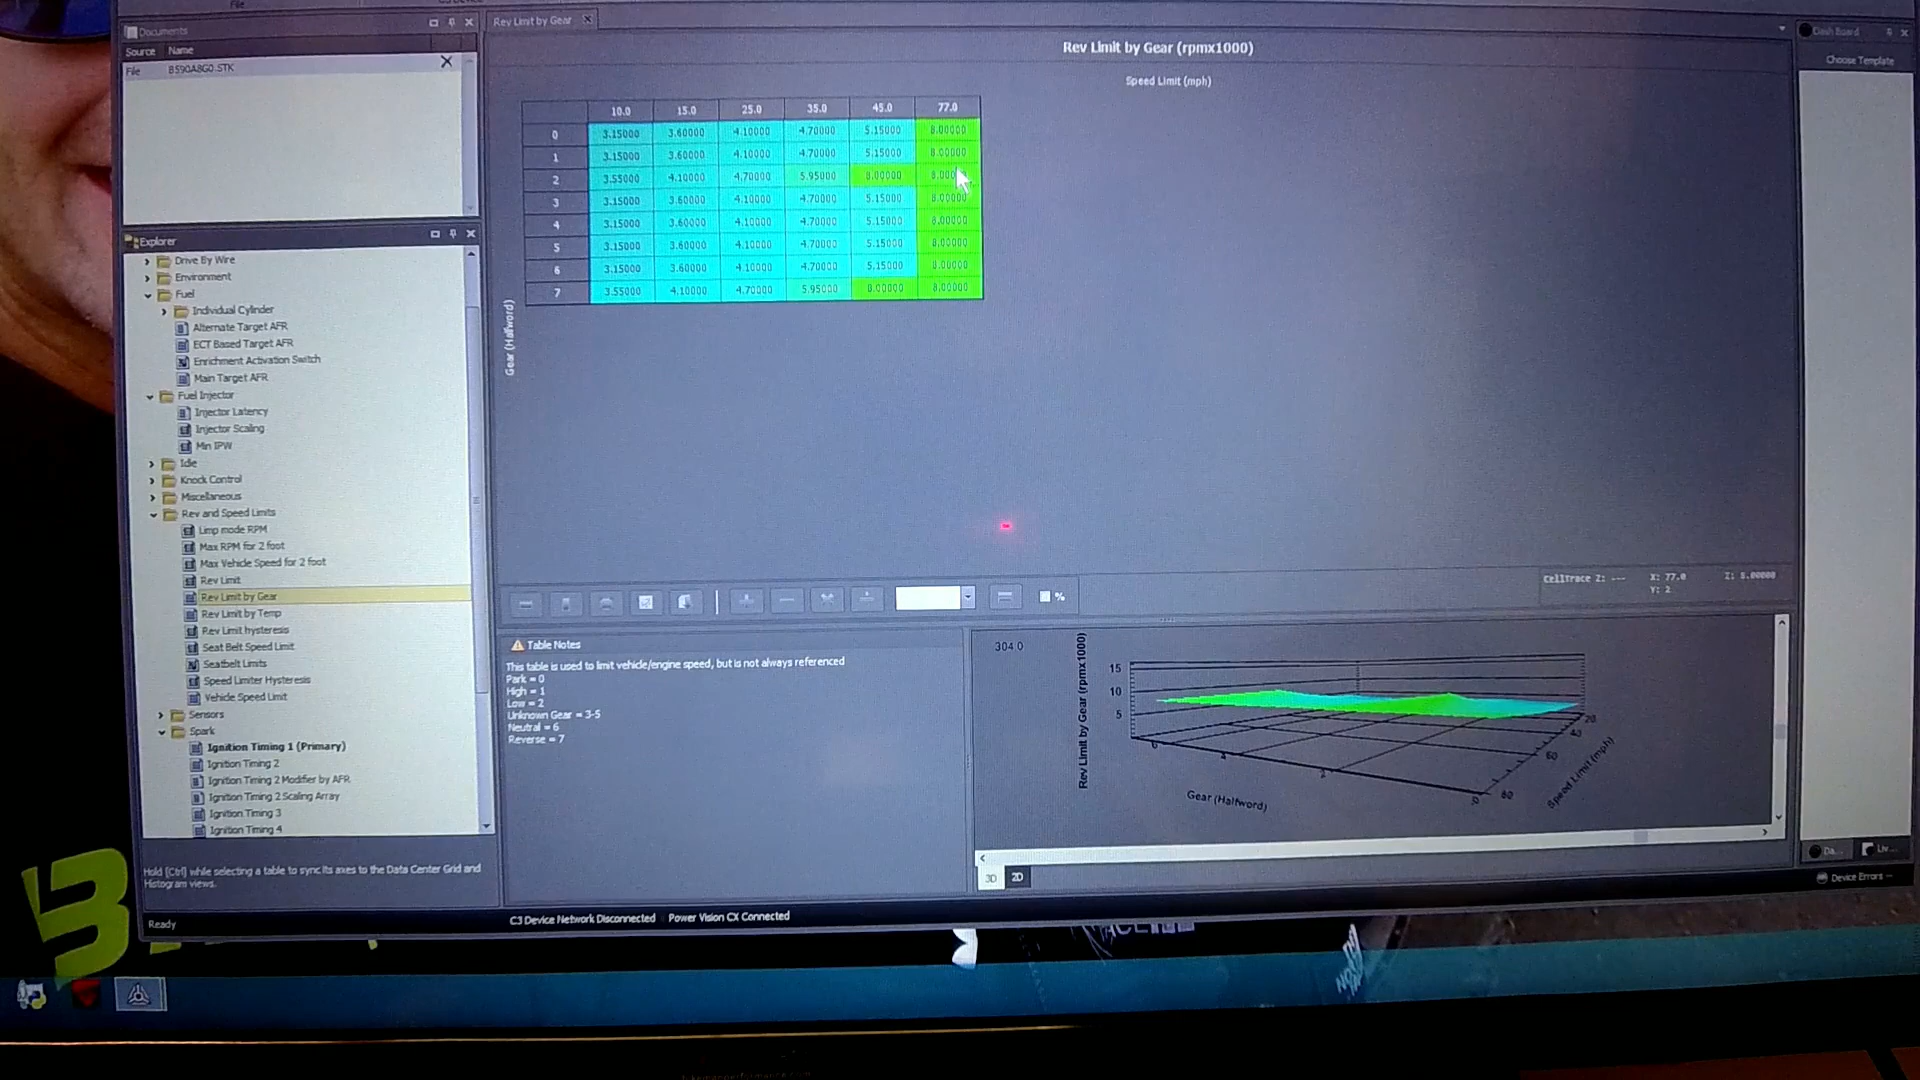 File
Documents
Source Name
File B590A8G0.STK
Explorer
Drive By Wire
Environment
Fuel
Individual Cylinder
Alternate Target AFR
ECT Based Target AFR
Enrichment Activation Switch
Main Target AFR
Fuel Injector
Injector Latency
Injector Scaling
Min IPW
Idle
Knock Control
Miscellaneous
Rev and Speed Limits
Limp mode RPM
Max RPM for 2 foot
Max Vehicle Speed for 2 foot
Rev Limit
Rev Limit by Gear
Rev Limit by Temp
Rev Limit hysteresis
Seat Belt Speed Limit
Seatbelt Limits
Speed Limiter Hysteresis
Vehicle Speed Limit
Sensors
Spark
Ignition Timing 1 (Primary)
Ignition Timing 2
Ignition Timing 2 Modifier by AFR
Ignition Timing 2 Scaling Array
Ignition Timing 3
Ignition Timing 4
Hold [Ctrl] while selecting a table to sync its axes to the Data Center Grid and
Histogram views.
Ready
Rev Limit by Gear
Rev Limit by Gear (rpmx1000)
Speed Limit (mph)
10.0 15.0 25.0 35.0 45.0 77.0
0 3.15000 3.60000 4.10000 4.70000 5.15000 8.00000
1 3.15000 3.60000 4.10000 4.70000 5.15000 8.00000
2 3.55000 4.10000 4.70000 5.95000 8.00000
3 3.15000 3.60000 4.10000 4.70000 5.15000 8.00000
4 3.15000 3.60000 4.10000 4.70000 5.15000 8.00000
5 3.15000 3.60000 4.10000 4.70000 5.15000 8.00000
6 3.15000 3.60000 4.10000 4.70000 5.15000 8.00000
7 3.55000 4.10000 4.70000 5.95000 8.00000 8.00000
Gear (Halfword)
%
CellTrace Z: ---
X: 77.0
Y: 2
Z: 8.00000
Table Notes
This table is used to limit vehicle/engine speed, but is not always referenced
Park = 0
High = 1
Low = 2
Unknown Gear = 3-5
Neutral = 6
Reverse = 7
304.0
Rev Limit by Gear (rpmx1000)
15
10
5
6 4 2 0
80 60 40 20
Gear (Halfword)
Speed Limit (mph)
3D 2D
C3 Device Network Disconnected Power Vision CX Connected
Dash Board
Choose Template
Da... Liv...
Device Errors --